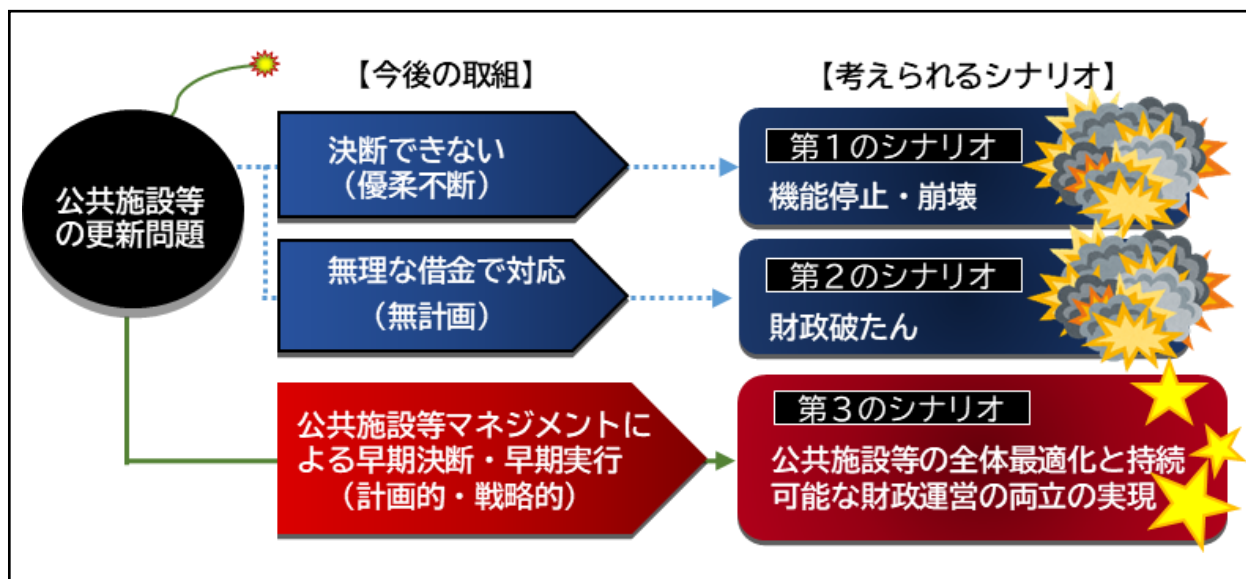 【今後の取組】
【考えられるシナリオ】
公共施設等
の更新問題
決断できない
（優柔不断）
第１のシナリオ
機能停止・崩壊
無理な借金で対応
（無計画）
第２のシナリオ
財政破たん
公共施設等マネジメントに
よる早期決断・早期実行
（計画的・戦略的）
第３のシナリオ
公共施設等の全体最適化と持続
可能な財政運営の両立の実現